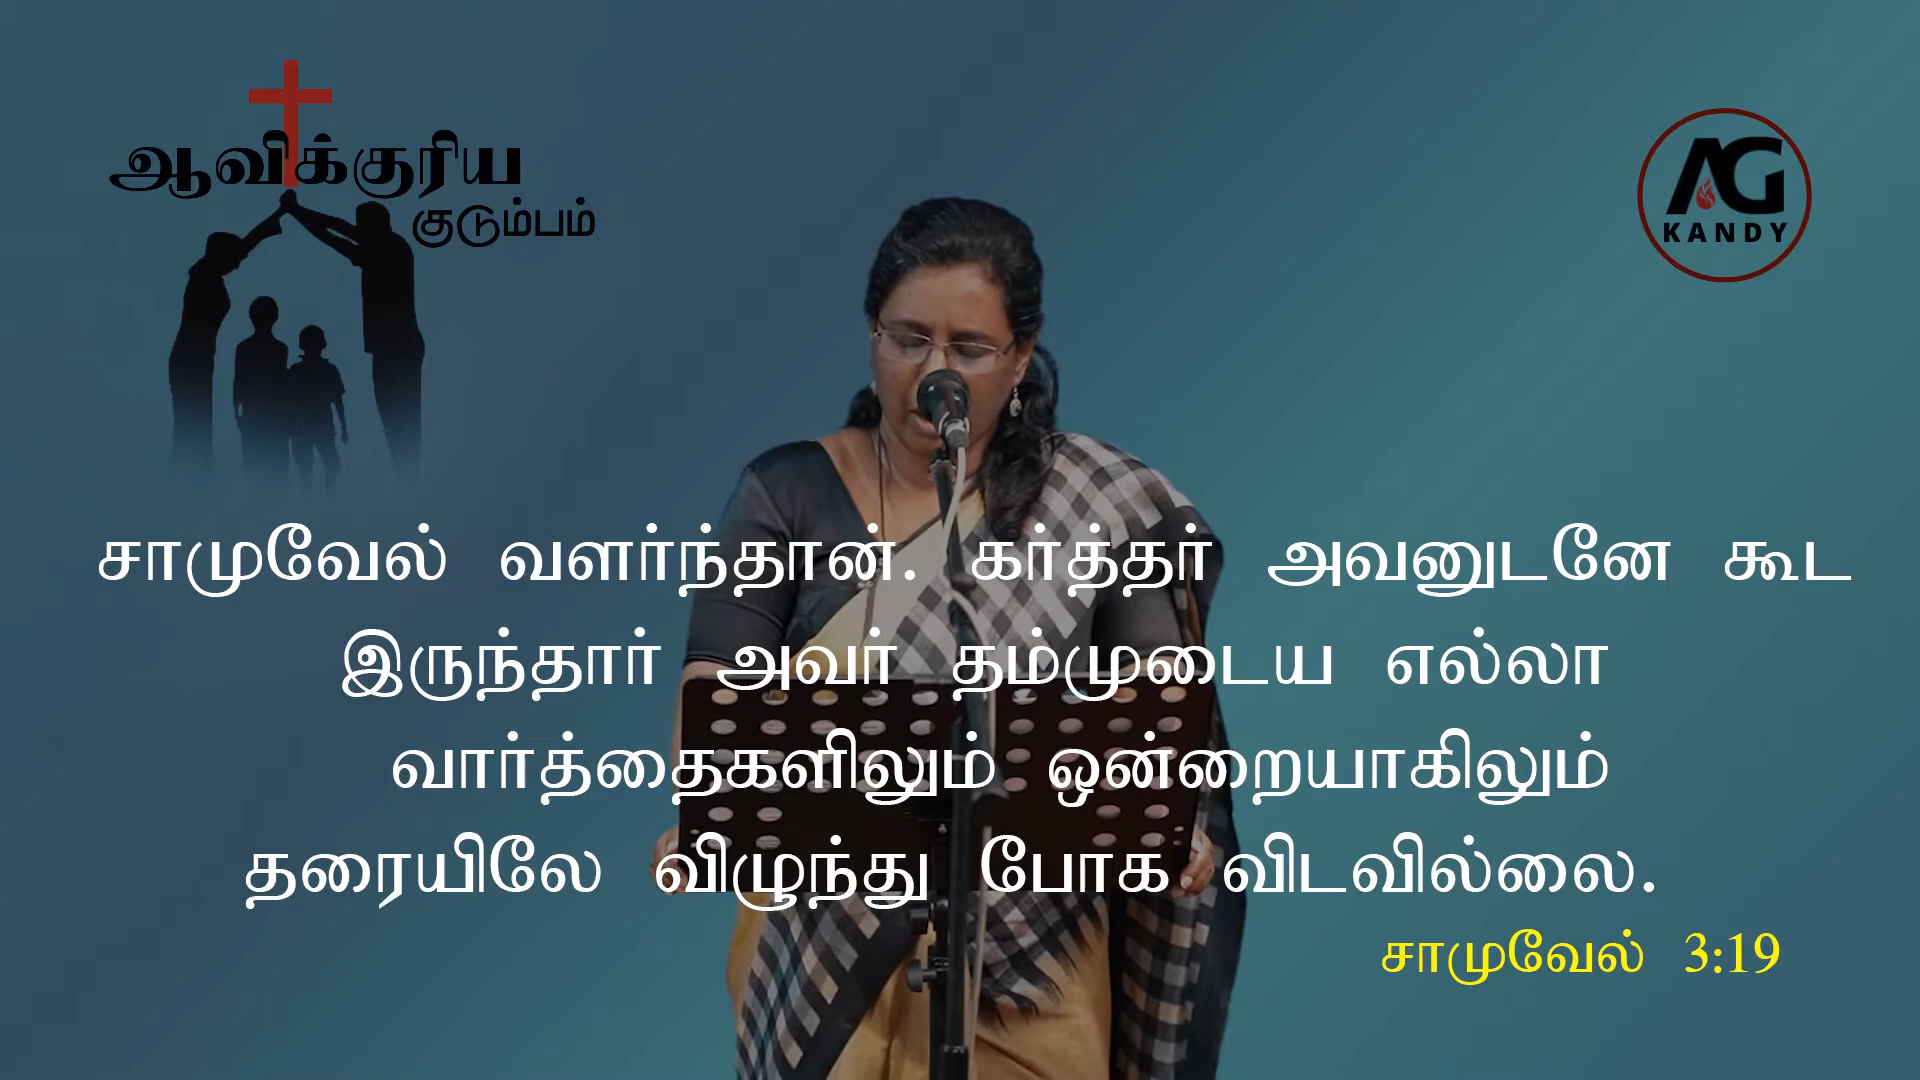 ஆவிக்குரிய
குடும்பம்
AG
KANDY
சாமுவேல் வளர்ந்தான். கர்த்தர் அவனுடனே கூட
இருந்தார் அவர் தம்முடைய எல்லா
வார்த்தைகளிலும் ஒன்றையாகிலும்
தரையிலே விழுந்து போக விடவில்லை.
சாமுவேல் 3:19